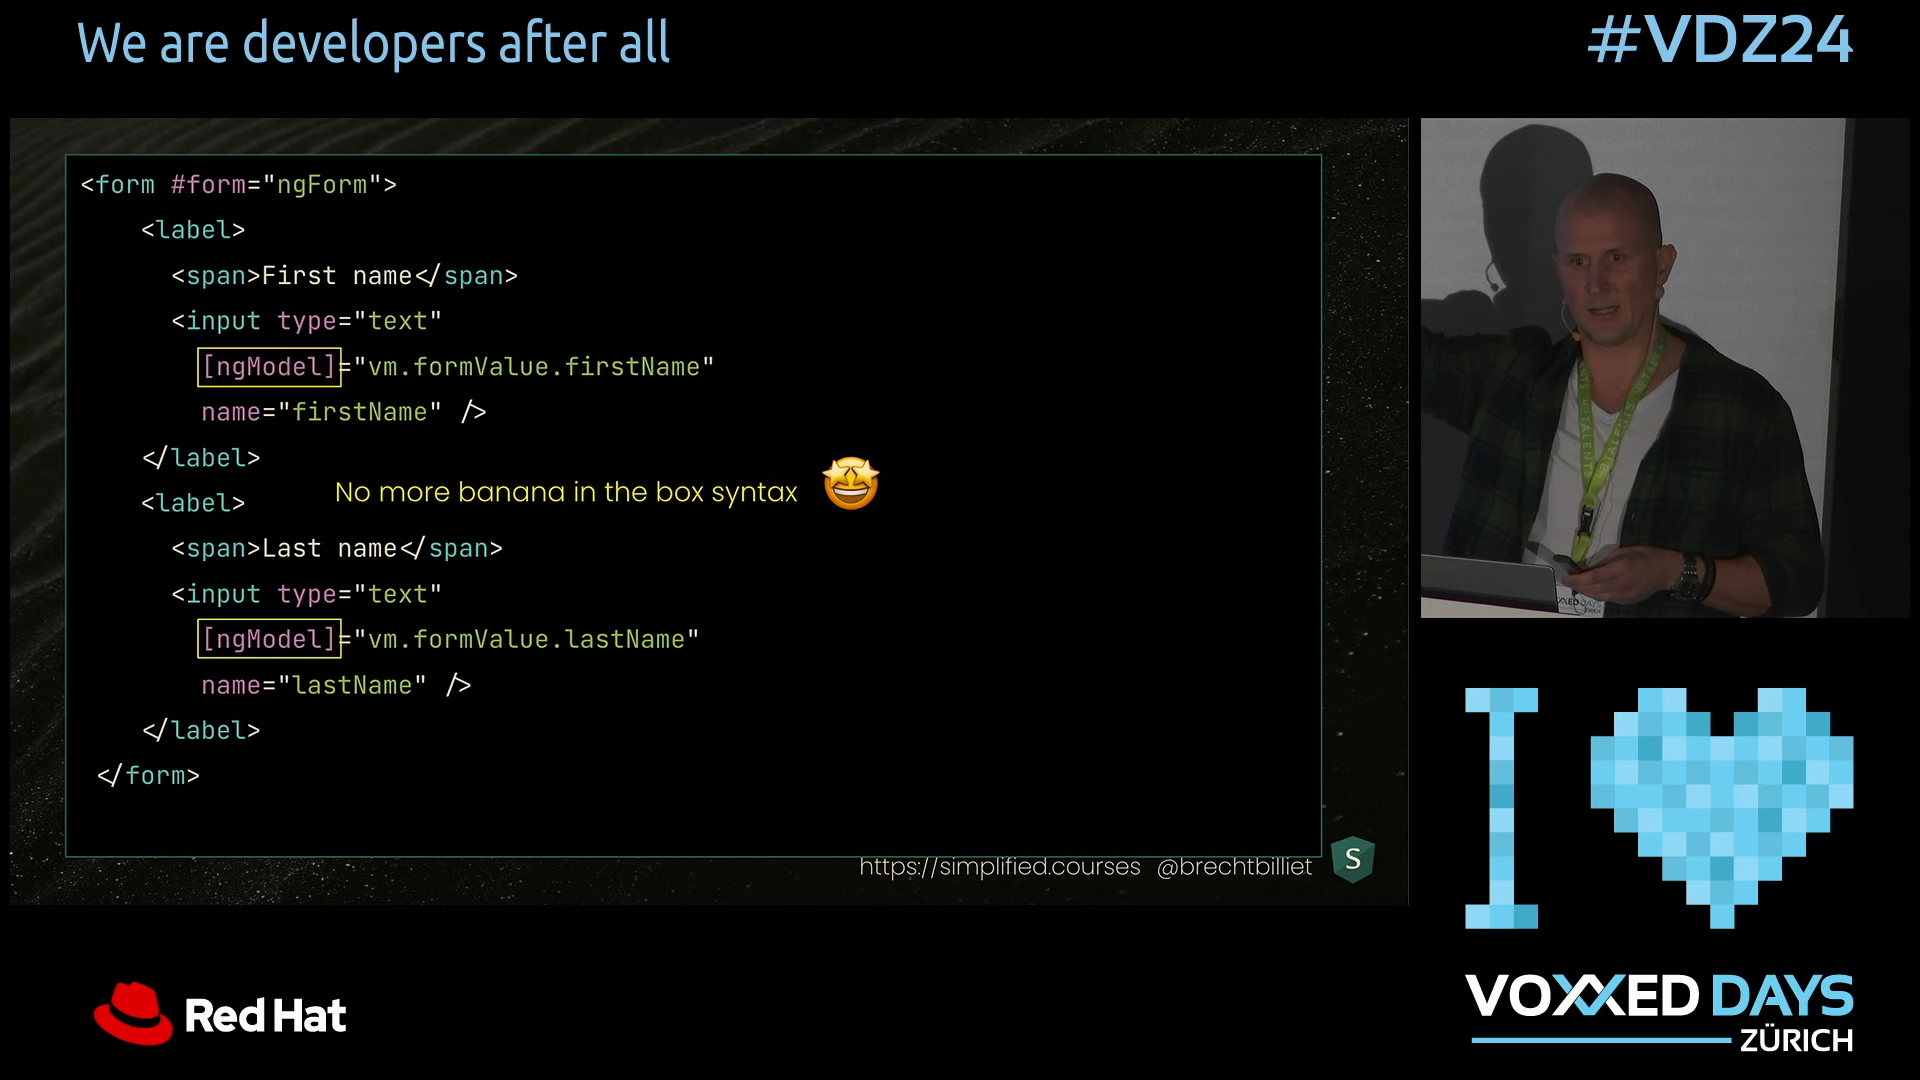 We are developers after all
#VDZ24
<form #form="ngForm">
<label>
<span>First name</span>
<input type="text"
[ngModel]="vm.formValue.firstName"
name="firstName" />
</label>
No more banana in the box syntax
<label>
<span>Last name</span>
<input type="text"
[ngModel]="vm.formValue.lastName"
name="lastName" />
</label>
</form>
https://simplified.courses @brechtbilliet
S
I
Red Hat
VOXXED DAYS
ZÜRICH